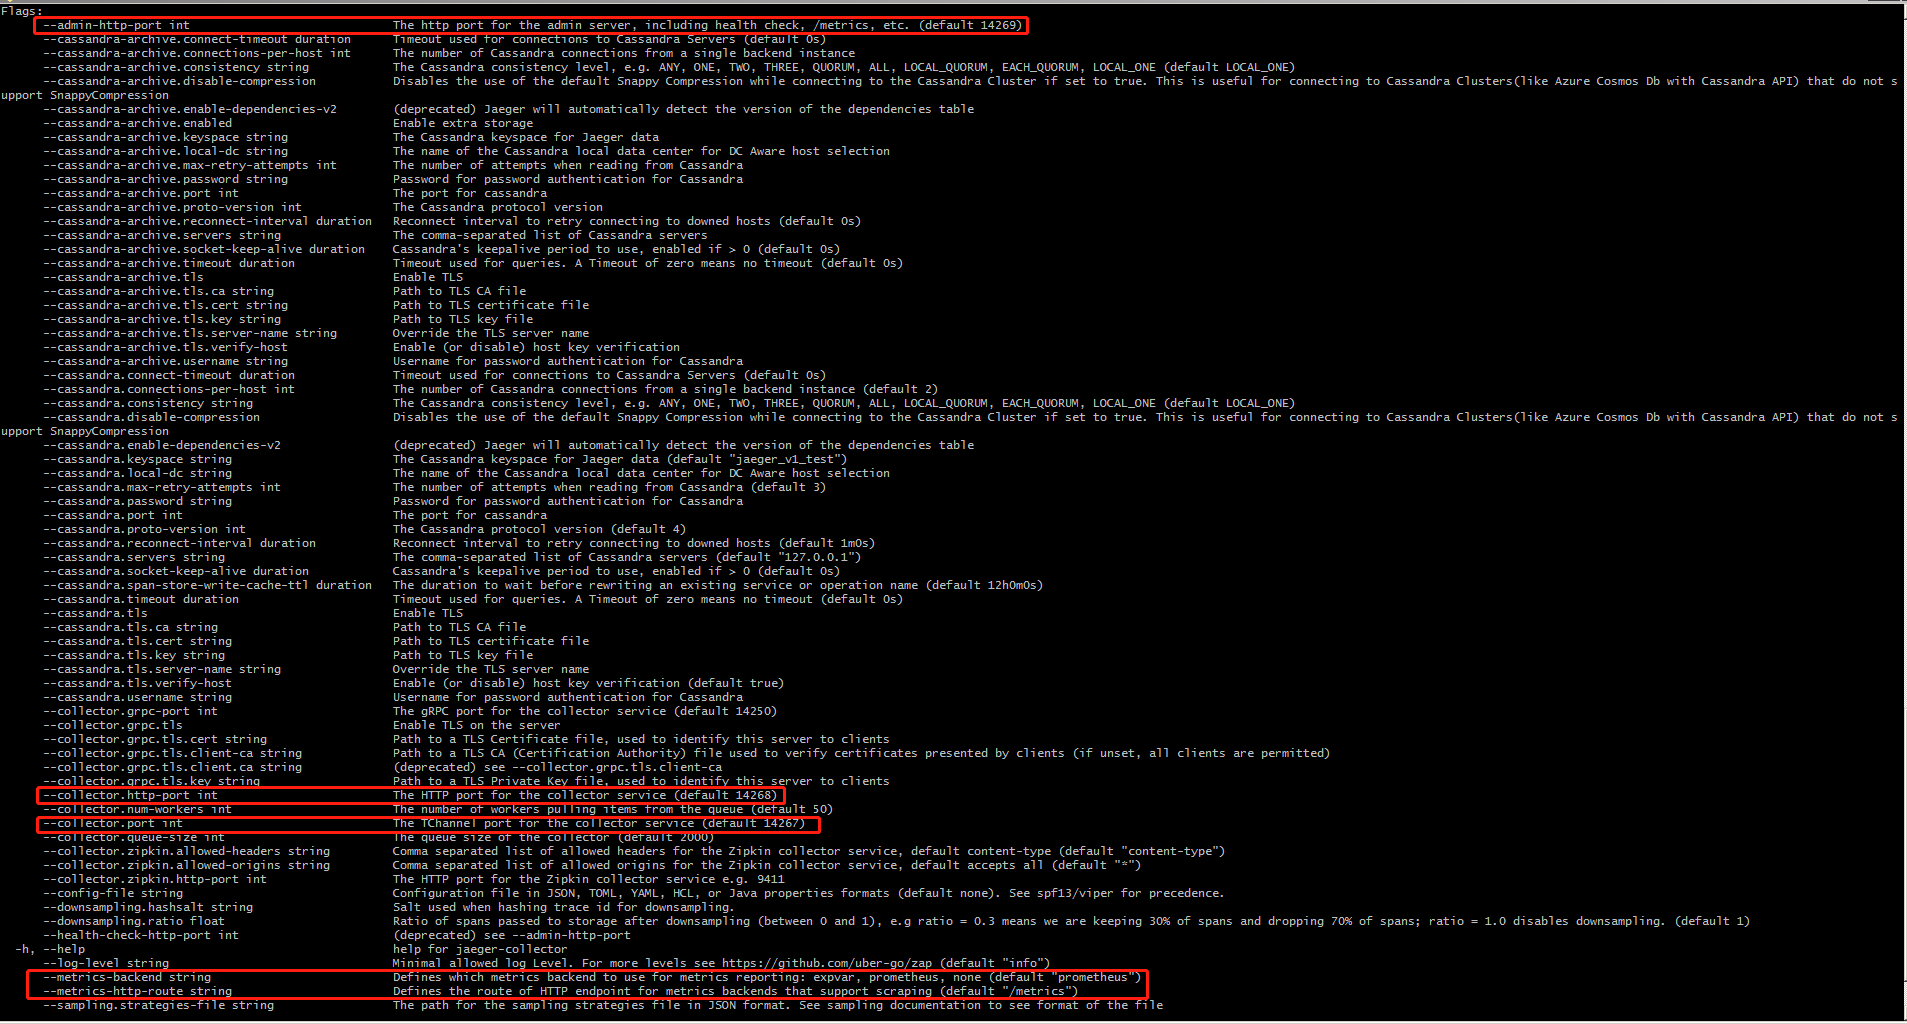 Flags:
      --admin-http-port int                       The http port for the admin server, including health check, /metrics, etc. (default 14269)
      --cassandra-archive.connect-timeout duration      Timeout used for connections to Cassandra Servers (default 0s)
      --cassandra-archive.connections-per-host int      The number of Cassandra connections from a single backend instance
      --cassandra-archive.consistency string            The Cassandra consistency level, e.g. ANY, ONE, TWO, THREE, QUORUM, ALL, LOCAL_QUORUM, EACH_QUORUM, LOCAL_ONE (default LOCAL_ONE)
      --cassandra-archive.disable-compression           Disables the use of the default Snappy Compression while connecting to the Cassandra Cluster if set to true. This is useful for connecting to Cassandra Clusters(like Azure Cosmos Db with Cassandra API) that do not s
upport SnappyCompression
      --cassandra-archive.enable-dependencies-v2        (deprecated) Jaeger will automatically detect the version of the dependencies table
      --cassandra-archive.enabled                       Enable extra storage
      --cassandra-archive.keyspace string               The Cassandra keyspace for Jaeger data
      --cassandra-archive.local-dc string               The name of the Cassandra local data center for DC Aware host selection
      --cassandra-archive.max-retry-attempts int        The number of attempts when reading from Cassandra
      --cassandra-archive.password string               Password for password authentication for Cassandra
      --cassandra-archive.port int                      The port for cassandra
      --cassandra-archive.proto-version int             The Cassandra protocol version
      --cassandra-archive.reconnect-interval duration   Reconnect interval to retry connecting to downed hosts (default 0s)
      --cassandra-archive.servers string                The comma-separated list of Cassandra servers
      --cassandra-archive.socket-keep-alive duration    Cassandra's keepalive period to use, enabled if > 0 (default 0s)
      --cassandra-archive.timeout duration              Timeout used for queries. A Timeout of zero means no timeout (default 0s)
      --cassandra-archive.tls                           Enable TLS
      --cassandra-archive.tls.ca string                 Path to TLS CA file
      --cassandra-archive.tls.cert string               Path to TLS certificate file
      --cassandra-archive.tls.key string                Path to TLS key file
      --cassandra-archive.tls.server-name string        Override the TLS server name
      --cassandra-archive.tls.verify-host               Enable (or disable) host key verification
      --cassandra-archive.username string               Username for password authentication for Cassandra
      --cassandra.connect-timeout duration              Timeout used for connections to Cassandra Servers (default 0s)
      --cassandra.connections-per-host int              The number of Cassandra connections from a single backend instance (default 2)
      --cassandra.consistency string                    The Cassandra consistency level, e.g. ANY, ONE, TWO, THREE, QUORUM, ALL, LOCAL_QUORUM, EACH_QUORUM, LOCAL_ONE (default LOCAL_ONE)
      --cassandra.disable-compression                   Disables the use of the default Snappy Compression while connecting to the Cassandra Cluster if set to true. This is useful for connecting to Cassandra Clusters(like Azure Cosmos Db with Cassandra API) that do not s
upport SnappyCompression
      --cassandra.enable-dependencies-v2                (deprecated) Jaeger will automatically detect the version of the dependencies table
      --cassandra.keyspace string                       The Cassandra keyspace for Jaeger data (default "jaeger_v1_test")
      --cassandra.local-dc string                       The name of the Cassandra local data center for DC Aware host selection
      --cassandra.max-retry-attempts int                The number of attempts when reading from Cassandra (default 3)
      --cassandra.password string                       Password for password authentication for Cassandra
      --cassandra.port int                              The port for cassandra
      --cassandra.proto-version int                     The Cassandra protocol version (default 4)
      --cassandra.reconnect-interval duration           Reconnect interval to retry connecting to downed hosts (default 1m0s)
      --cassandra.servers string                        The comma-separated list of Cassandra servers (default "127.0.0.1")
      --cassandra.socket-keep-alive duration            Cassandra's keepalive period to use, enabled if > 0 (default 0s)
      --cassandra.span-store-write-cache-ttl duration   The duration to wait before rewriting an existing service or operation name (default 12h0m0s)
      --cassandra.timeout duration                      Timeout used for queries. A Timeout of zero means no timeout (default 0s)
      --cassandra.tls                                   Enable TLS
      --cassandra.tls.ca string                         Path to TLS CA file
      --cassandra.tls.cert string                       Path to TLS certificate file
      --cassandra.tls.key string                        Path to TLS key file
      --cassandra.tls.server-name string                Override the TLS server name
      --cassandra.tls.verify-host                       Enable (or disable) host key verification (default true)
      --cassandra.username string                       Username for password authentication for Cassandra
      --collector.grpc-port int                         The gRPC port for the collector service (default 14250)
      --collector.grpc.tls                              Enable TLS on the server
      --collector.grpc.tls.cert string                  Path to a TLS Certificate file, used to identify this server to clients
      --collector.grpc.tls.client-ca string             Path to a TLS CA (Certification Authority) file used to verify certificates presented by clients (if unset, all clients are permitted)
      --collector.grpc.tls.client.ca string             (deprecated) see --collector.grpc.tls.client-ca
      --collector.grpc.tls.key string                   Path to a TLS Private Key file, used to identify this server to clients
      --collector.http-port int                         The HTTP port for the collector service (default 14268)
      --collector.num-workers int                       The number of workers pulling items from the queue (default 50)
      --collector.port int                              The TChannel port for the collector service (default 14267)
      --collector.queue-size int                        The queue size of the collector (default 2000)
      --collector.zipkin.allowed-headers string         Comma separated list of allowed headers for the Zipkin collector service, default content-type (default "content-type")
      --collector.zipkin.allowed-origins string         Comma separated list of allowed origins for the Zipkin collector service, default accepts all (default "*")
      --collector.zipkin.http-port int                  The HTTP port for the Zipkin collector service e.g. 9411
      --config-file string                              Configuration file in JSON, TOML, YAML, HCL, or Java properties formats (default none). See spf13/viper for precedence.
      --downsampling.hashsalt string                    Salt used when hashing trace id for downsampling.
      --downsampling.ratio float                        Ratio of spans passed to storage after downsampling (between 0 and 1), e.g ratio = 0.3 means we are keeping 30% of spans and dropping 70% of spans; ratio = 1.0 disables downsampling. (default 1)
      --health-check-http-port int                      (deprecated) see --admin-http-port
  -h, --help                                            help for jaeger-collector
      --log-level string                                Minimal allowed log Level. For more levels see https://github.com/uber-go/zap (default "info")
      --metrics-backend string                          Defines which metrics backend to use for metrics reporting: expvar, prometheus, none (default "prometheus")
      --metrics-http-route string                       Defines the route of HTTP endpoint for metrics backends that support scraping (default "/metrics")
      --sampling.strategies-file string                 The path for the sampling strategies file in JSON format. See sampling documentation to see format of the file